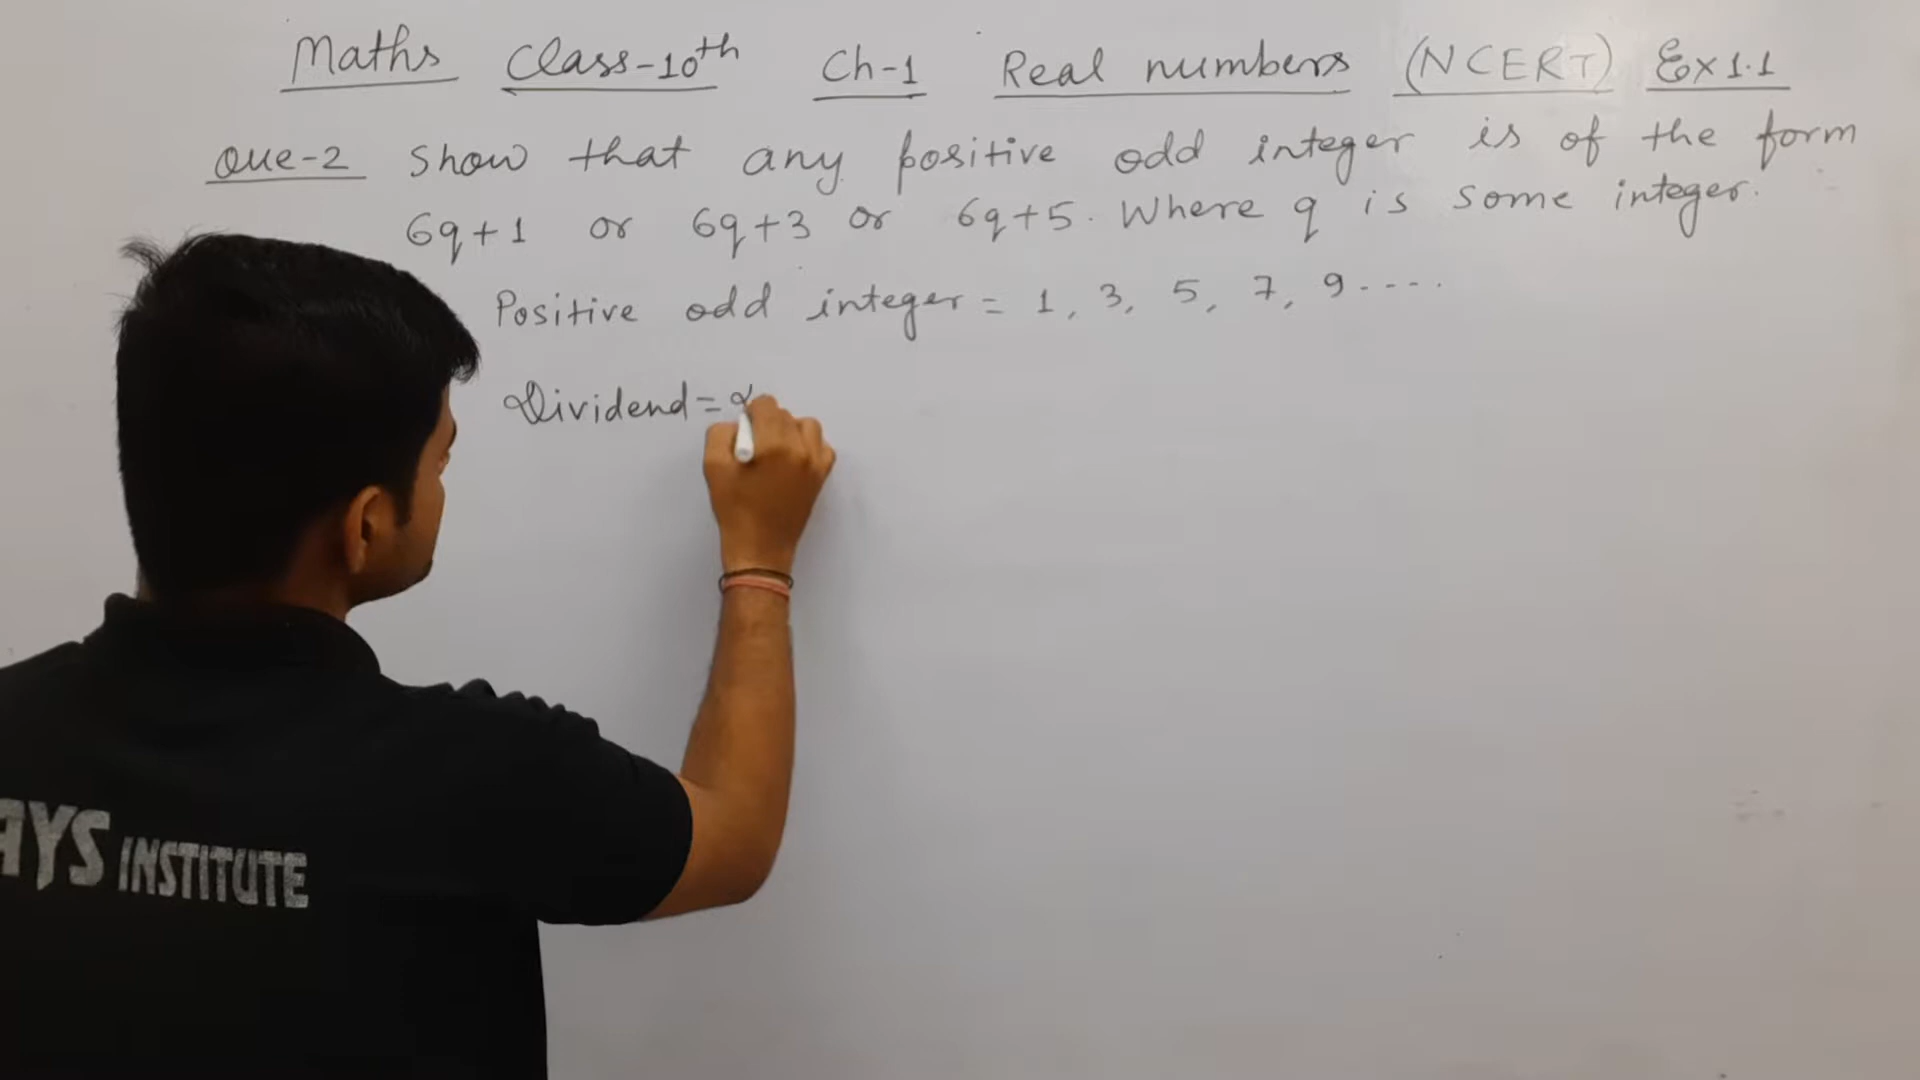 Maths Class-10th Ch-1 Real numbers (NCERT) Ex 1.1
Que-2 Show that any positive odd integer is of the form
6q+1 or 6q+3 or 6q+5. Where q is some integer.
Positive odd integer = 1, 3, 5, 7, 9.....
Dividend =
AYS INSTITUTE